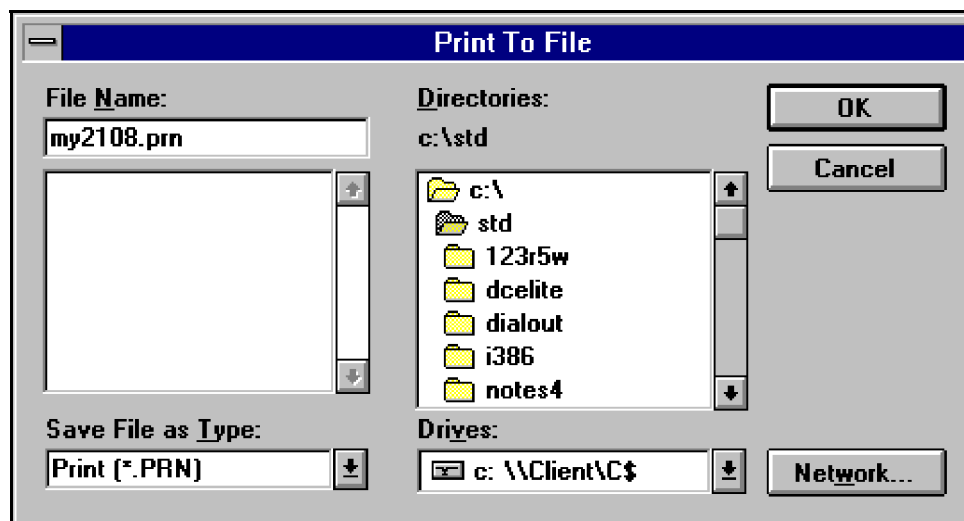 Print To File
File Name:
my2108.prn
Save File as Type:
Print (*.PRN)
Directories:
c:\std
c:\
std
123r5w
dcelite
dialout
i386
notes4
Drives:
c: \\Client\C$
OK
Cancel
Network...